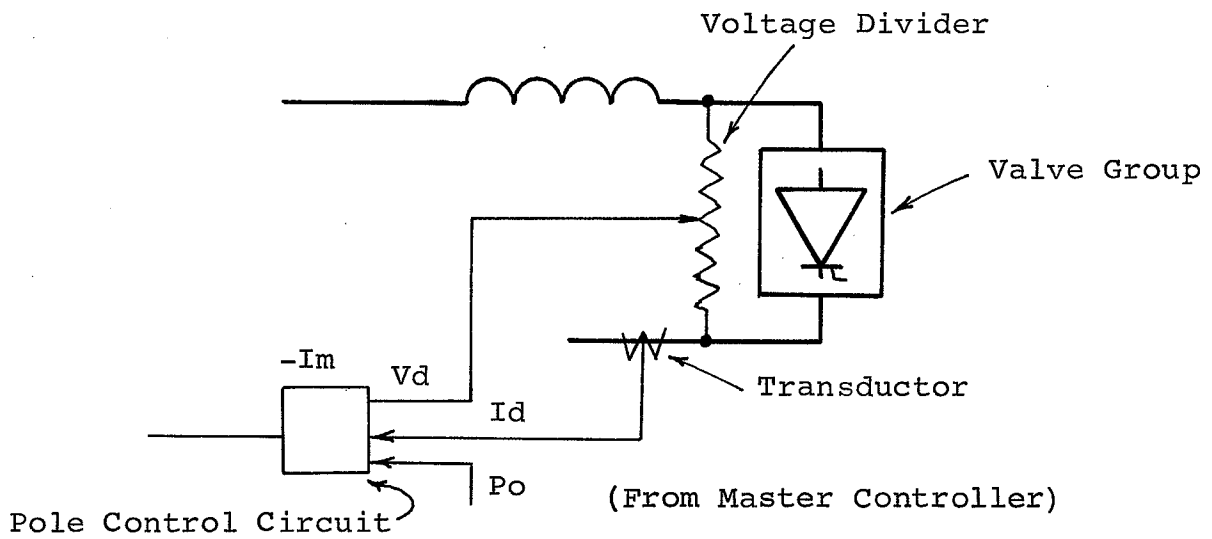 Voltage Divider
Valve Group
Transductor
-Im
Vd
Id
Po
(From Master Controller)
Pole Control Circuit